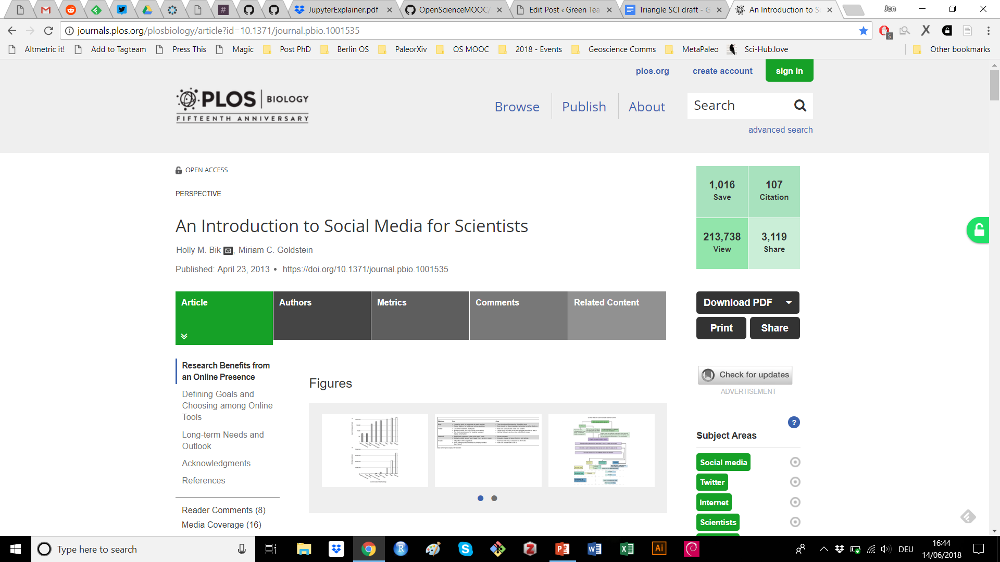 JupyterExplainer.pdf
OpenScienceMOOC/
Edit Post ‹ Green Tea
Triangle SCI draft - G
An Introduction to Sc
Jon
journals.plos.org/plosbiology/article?id=10.1371/journal.pbio.1001535
5
Altmetric it!
Add to Tagteam
Press This
Magic
Post PhD
Berlin OS
PaleorXiv
OS MOOC
2018 - Events
Geoscience Comms
MetaPaleo
Sci-Hub.love
Other bookmarks
plos.org
create account
sign in
PLOS BIOLOGY
FIFTEENTH ANNIVERSARY
Browse
Publish
About
Search
advanced search
OPEN ACCESS
PERSPECTIVE
An Introduction to Social Media for Scientists
Holly M. Bik , Miriam C. Goldstein
Published: April 23, 2013 • https://doi.org/10.1371/journal.pbio.1001535
1,016
Save
107
Citation
213,738
View
3,119
Share
Article
Authors
Metrics
Comments
Related Content
Download PDF
Print
Share
Research Benefits from
an Online Presence
Defining Goals and
Choosing among Online
Tools
Long-term Needs and
Outlook
Acknowledgments
References
Reader Comments (8)
Media Coverage (16)
Figures
Check for updates
ADVERTISEMENT
?
Subject Areas
Social media
Twitter
Internet
Scientists
Type here to search
DEU
16:44
14/06/2018